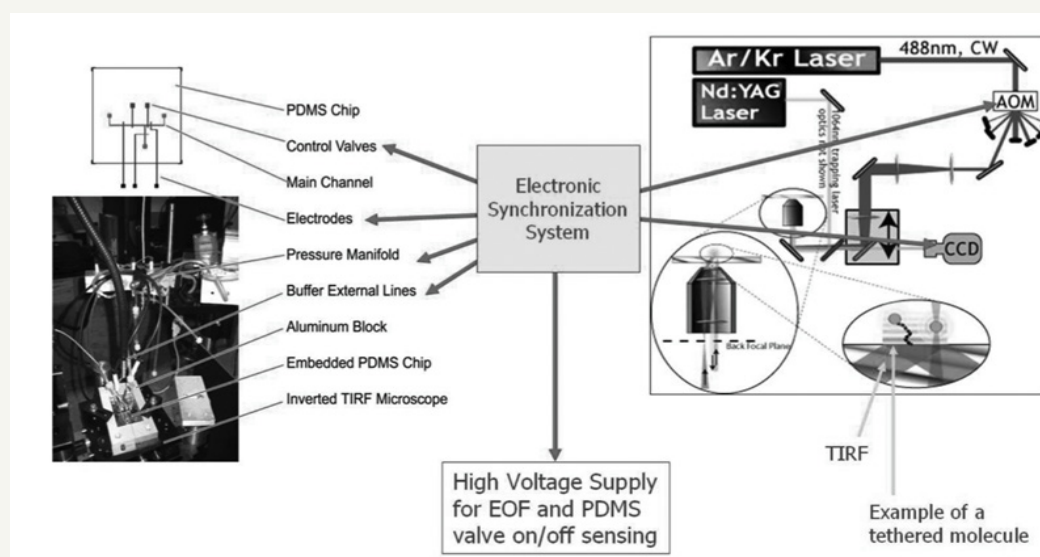 PDMS Chip
Control Valves
Main Channel
Electrodes
Pressure Manifold
Buffer External Lines
Aluminum Block
Embedded PDMS Chip
Inverted TIRF Microscope
Electronic
Synchronization
System
High Voltage Supply
for EOF and PDMS
valve on/off sensing
488nm, CW
Ar/Kr Laser
Nd:YAG
Laser
AOM
1064nm trapping laser
optics not shown
CCD
Back Focal Plane
TIRF
Example of a
tethered molecule